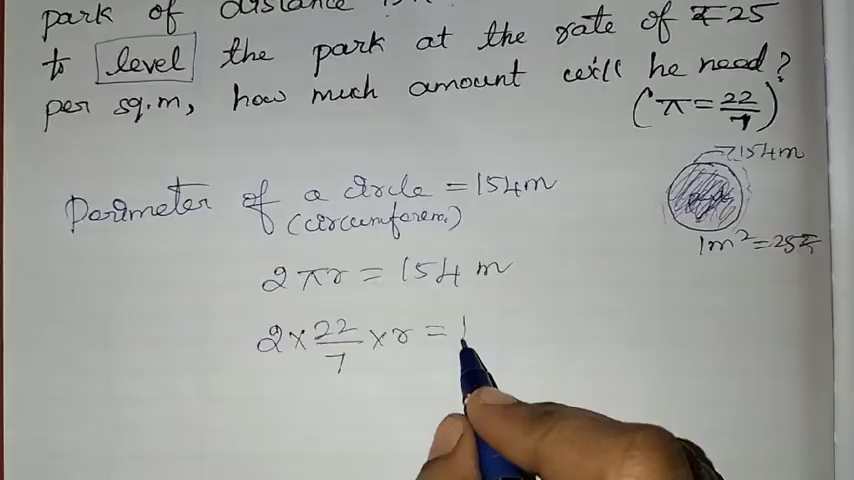 park of distance
to level the park at the rate of ₹25
per sq.m, how much amount will he need?
(π = 22/7)
154m
1m² = 25₹
Perimeter of a circle = 154m
(circumferem.)
2πr = 154 m
2 × 22/7 × r = 1